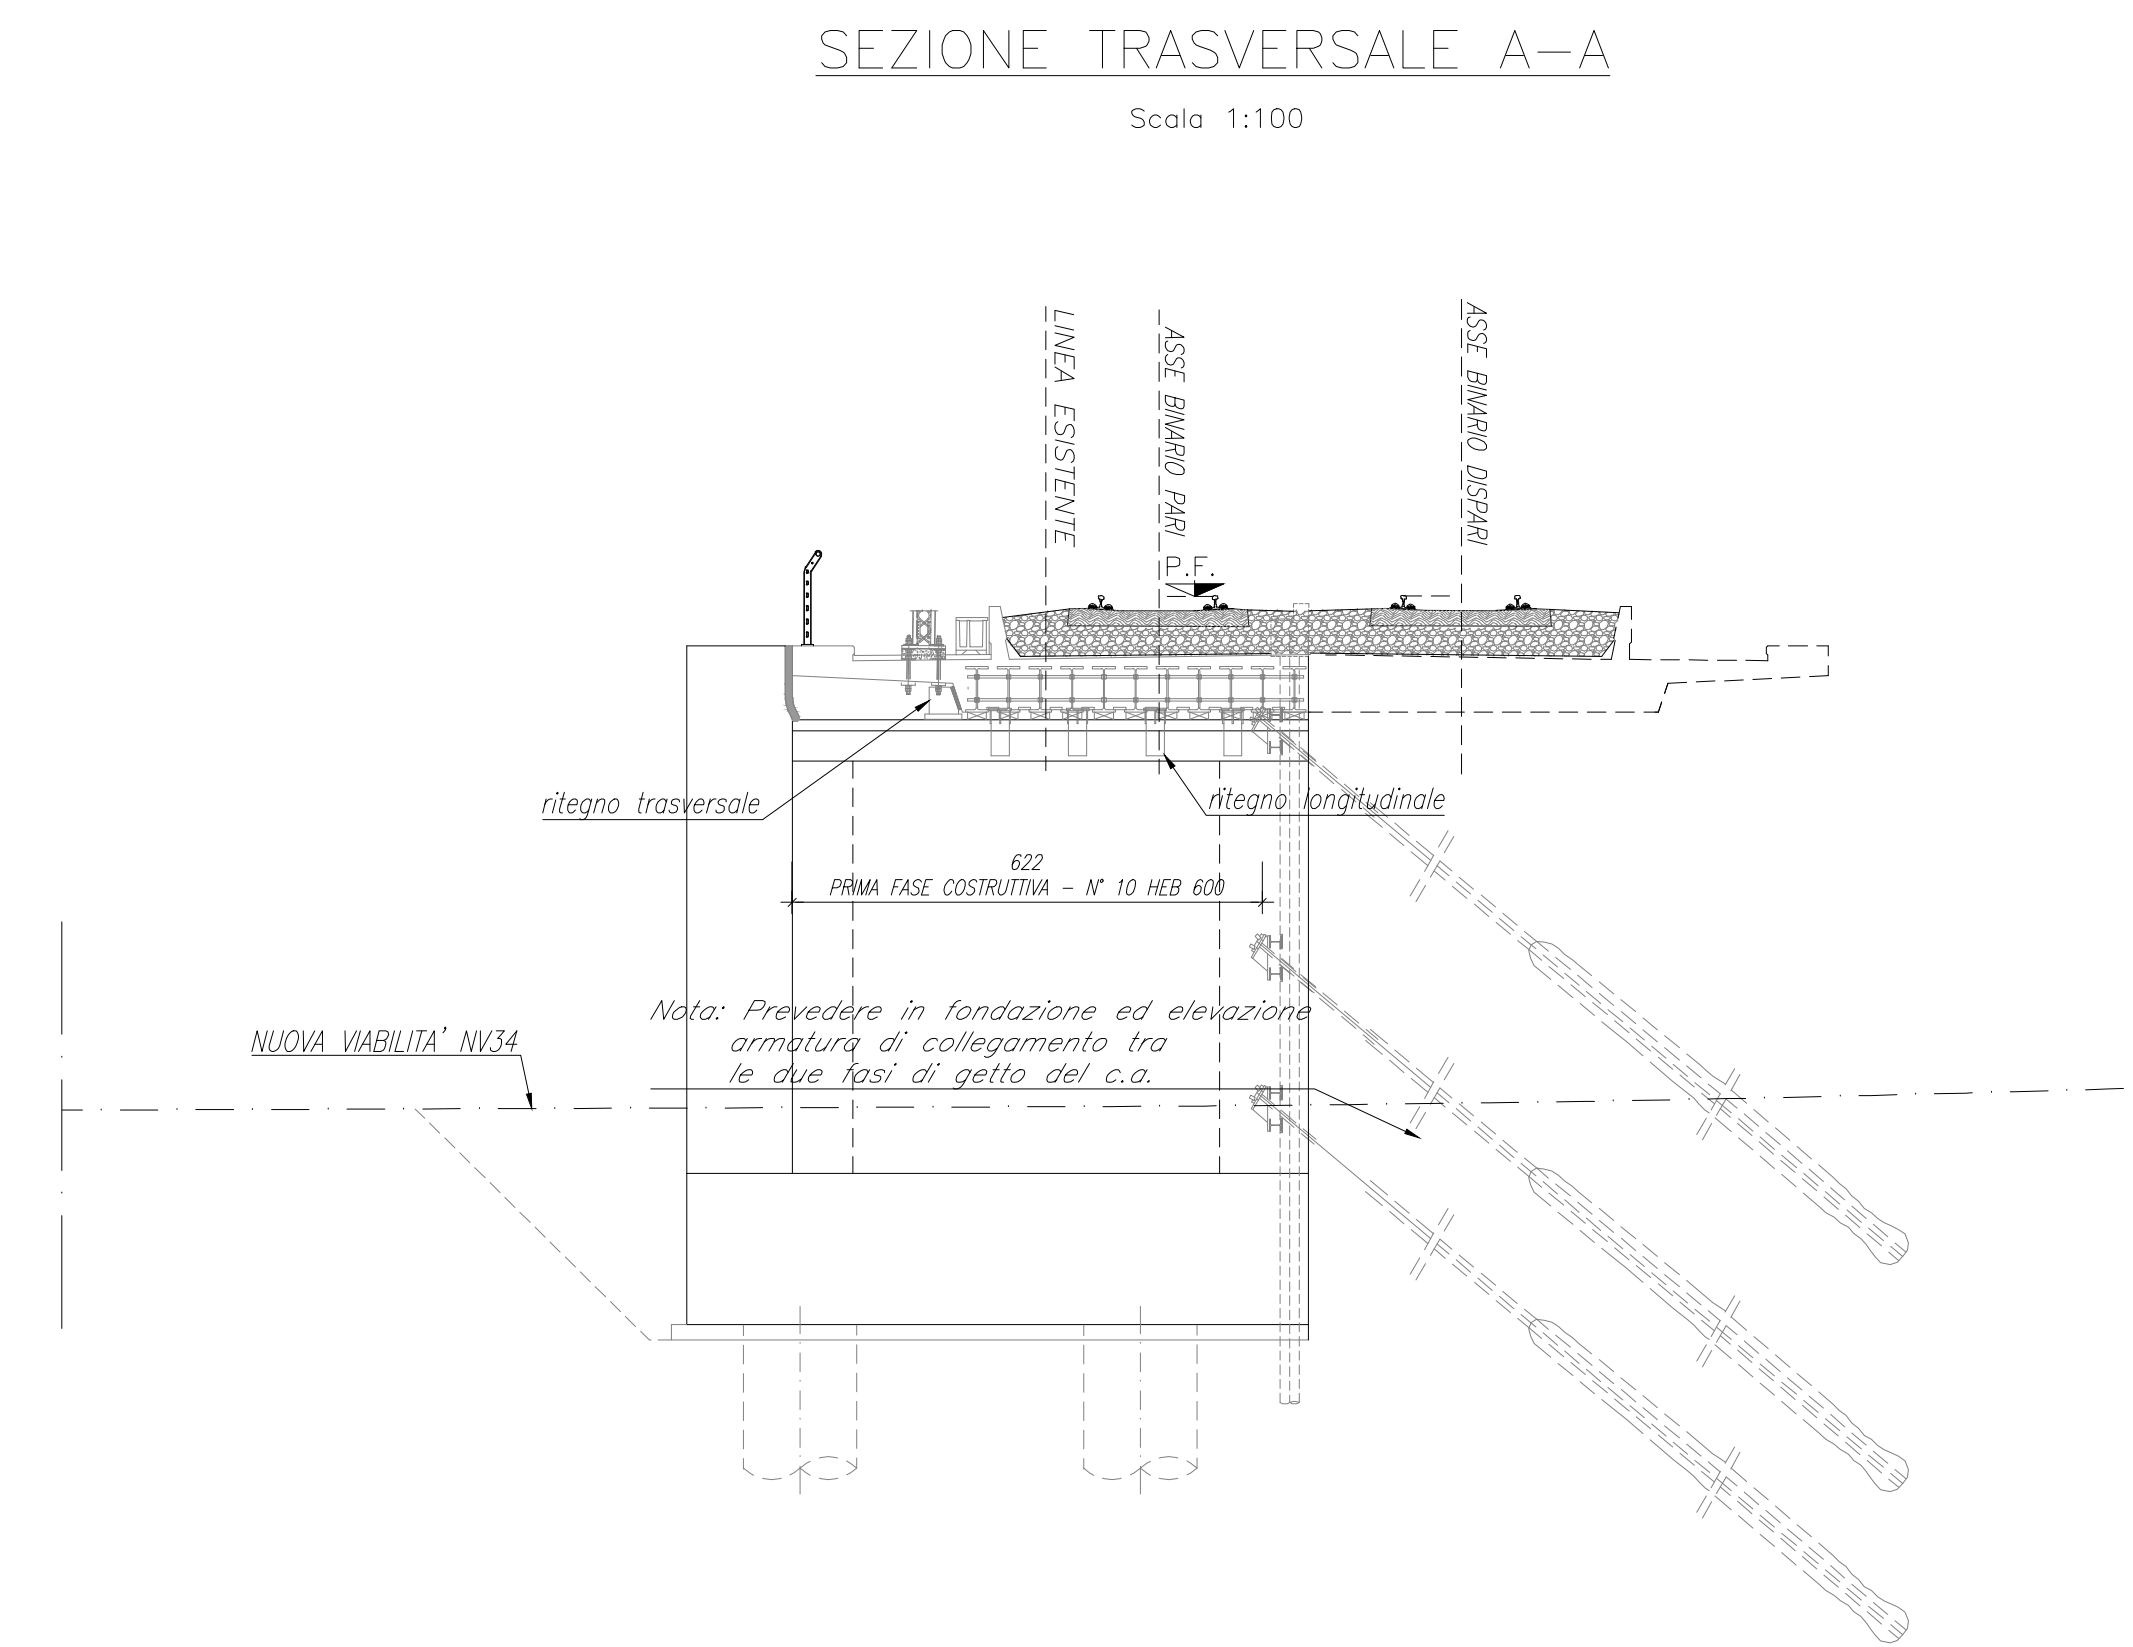 SEZIONE TRASVERSALE A–A
Scala 1:100
LINEA ESISTENTE
ASSE BINARIO PARI
ASSE BINARIO DISPARI
P.F.
ritegno trasversale
ritegno longitudinale
622
PRIMA FASE COSTRUTTIVA – N° 10 HEB 600
Nota: Prevedere in fondazione ed elevazione
armatura di collegamento tra
le due fasi di getto del c.a.
NUOVA VIABILITA' NV34